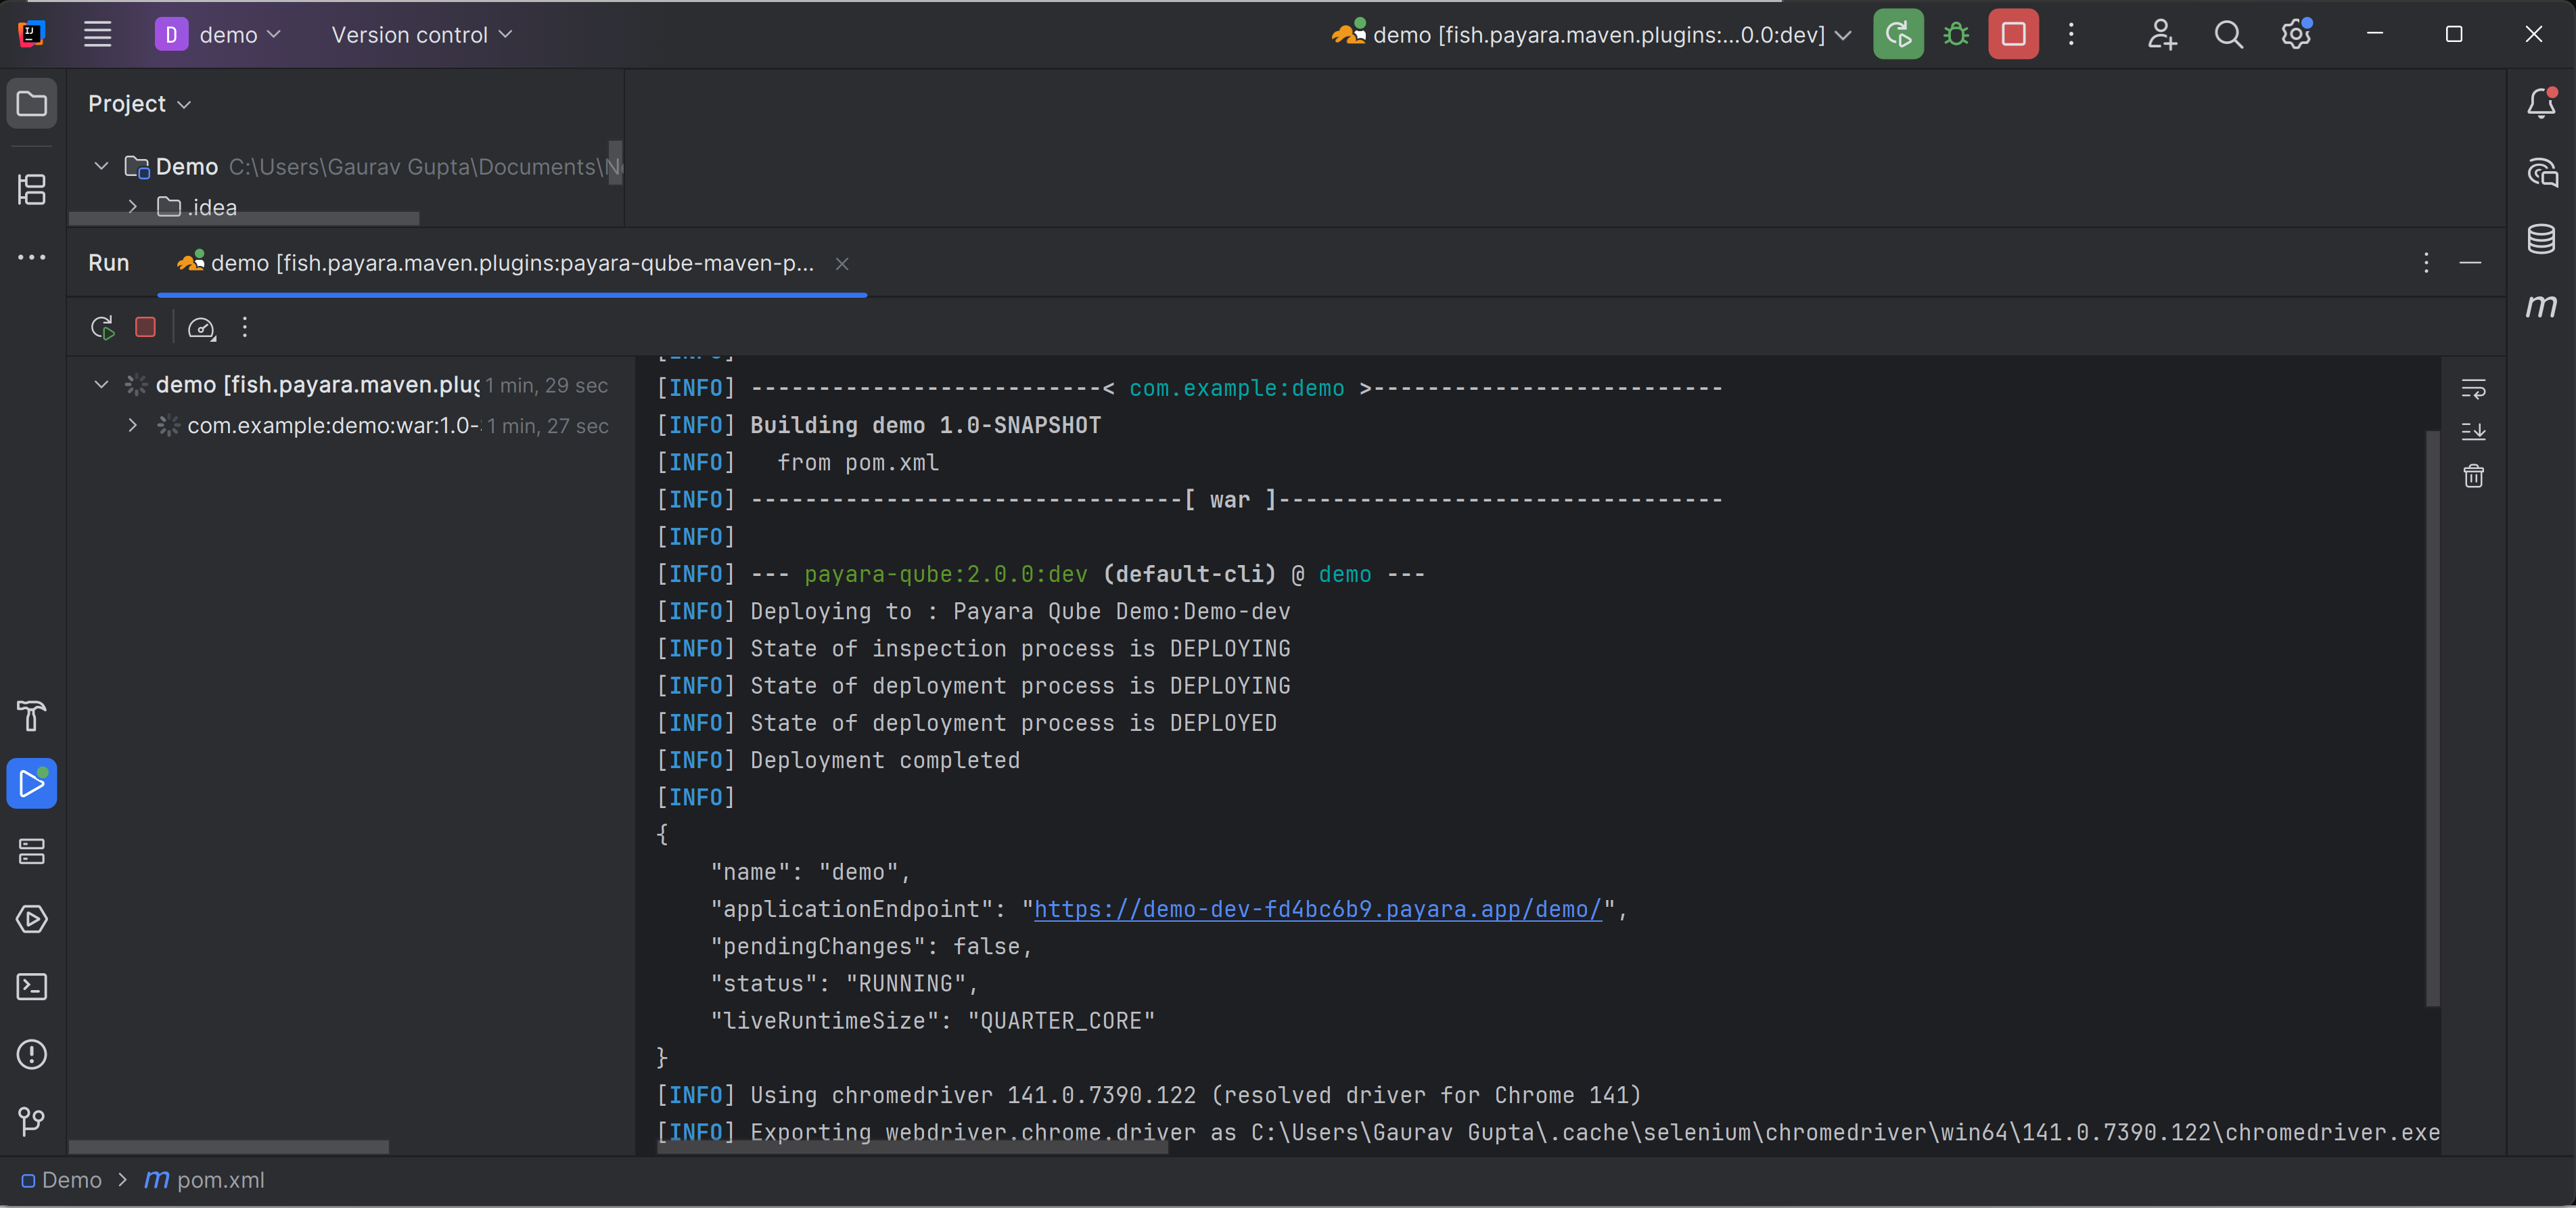 D demo
Version control
demo [fish.payara.maven.plugins:...0.0:dev]
Project
Demo C:\Users\Gaurav Gupta\Documents\
.idea
Run
demo [fish.payara.maven.plugins:payara-qube-maven-p...
demo [fish.payara.maven.plug 1 min, 29 sec
com.example:demo:war:1.0- 1 min, 27 sec
[INFO] --------------------------< com.example:demo >--------------------------
[INFO] Building demo 1.0-SNAPSHOT
[INFO]   from pom.xml
[INFO] --------------------------------[ war ]---------------------------------
[INFO]
[INFO] --- payara-qube:2.0.0:dev (default-cli) @ demo ---
[INFO] Deploying to : Payara Qube Demo:Demo-dev
[INFO] State of inspection process is DEPLOYING
[INFO] State of deployment process is DEPLOYING
[INFO] State of deployment process is DEPLOYED
[INFO] Deployment completed
[INFO]
{
    "name": "demo",
    "applicationEndpoint": "https://demo-dev-fd4bc6b9.payara.app/demo/",
    "pendingChanges": false,
    "status": "RUNNING",
    "liveRuntimeSize": "QUARTER_CORE"
}
[INFO] Using chromedriver 141.0.7390.122 (resolved driver for Chrome 141)
[INFO] Exporting webdriver.chrome.driver as C:\Users\Gaurav Gupta\.cache\selenium\chromedriver\win64\141.0.7390.122\chromedriver.exe
Demo > m pom.xml